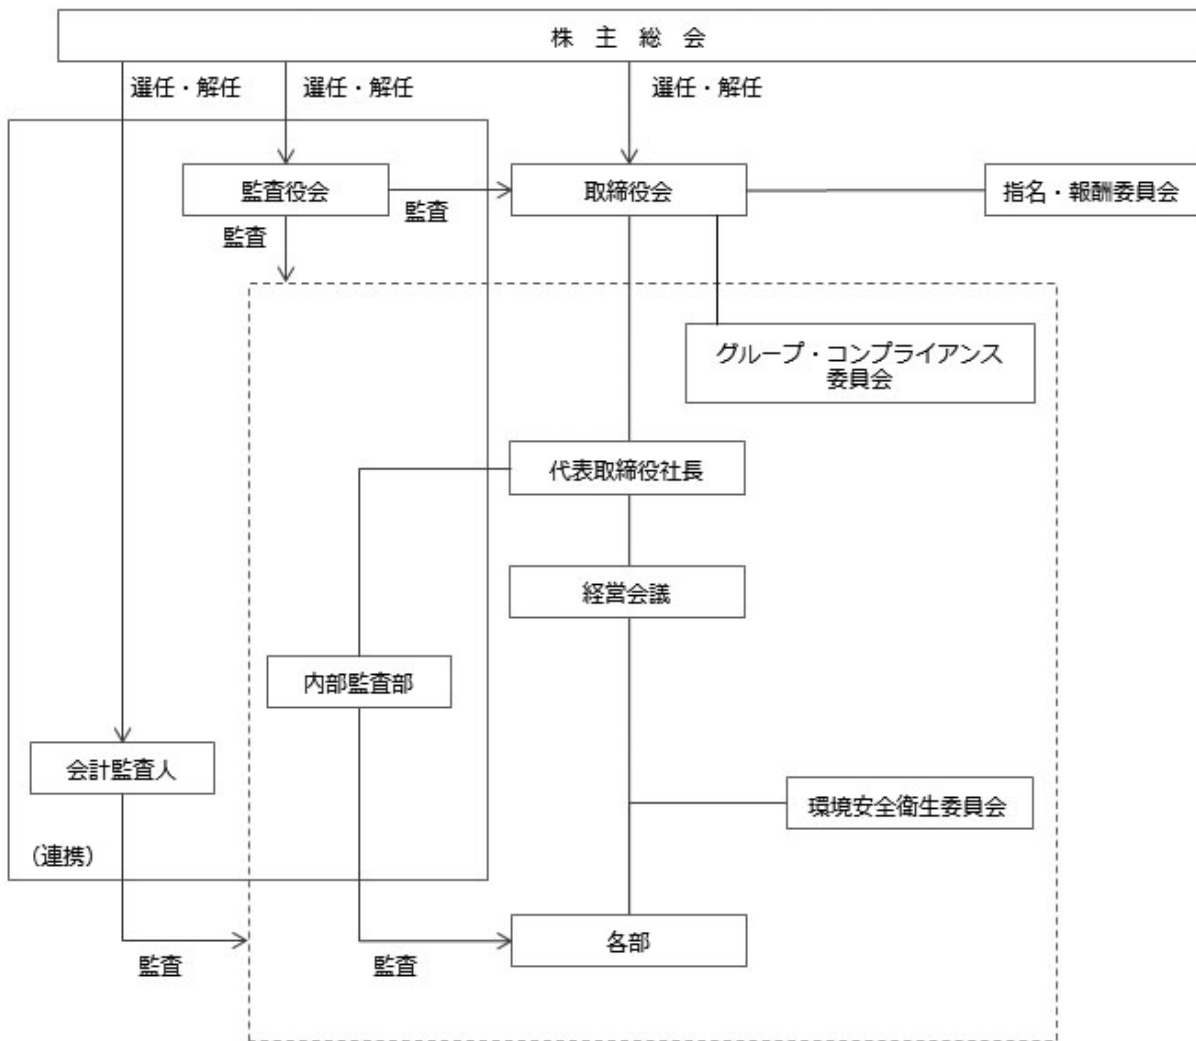 株 主 総 会
選任・解任
選任・解任
選任・解任
監査役会
取締役会
指名・報酬委員会
監査
監査
グループ・コンプライアンス
委員会
代表取締役社長
経営会議
内部監査部
会計監査人
環境安全衛生委員会
(連携)
各部
監査
監査